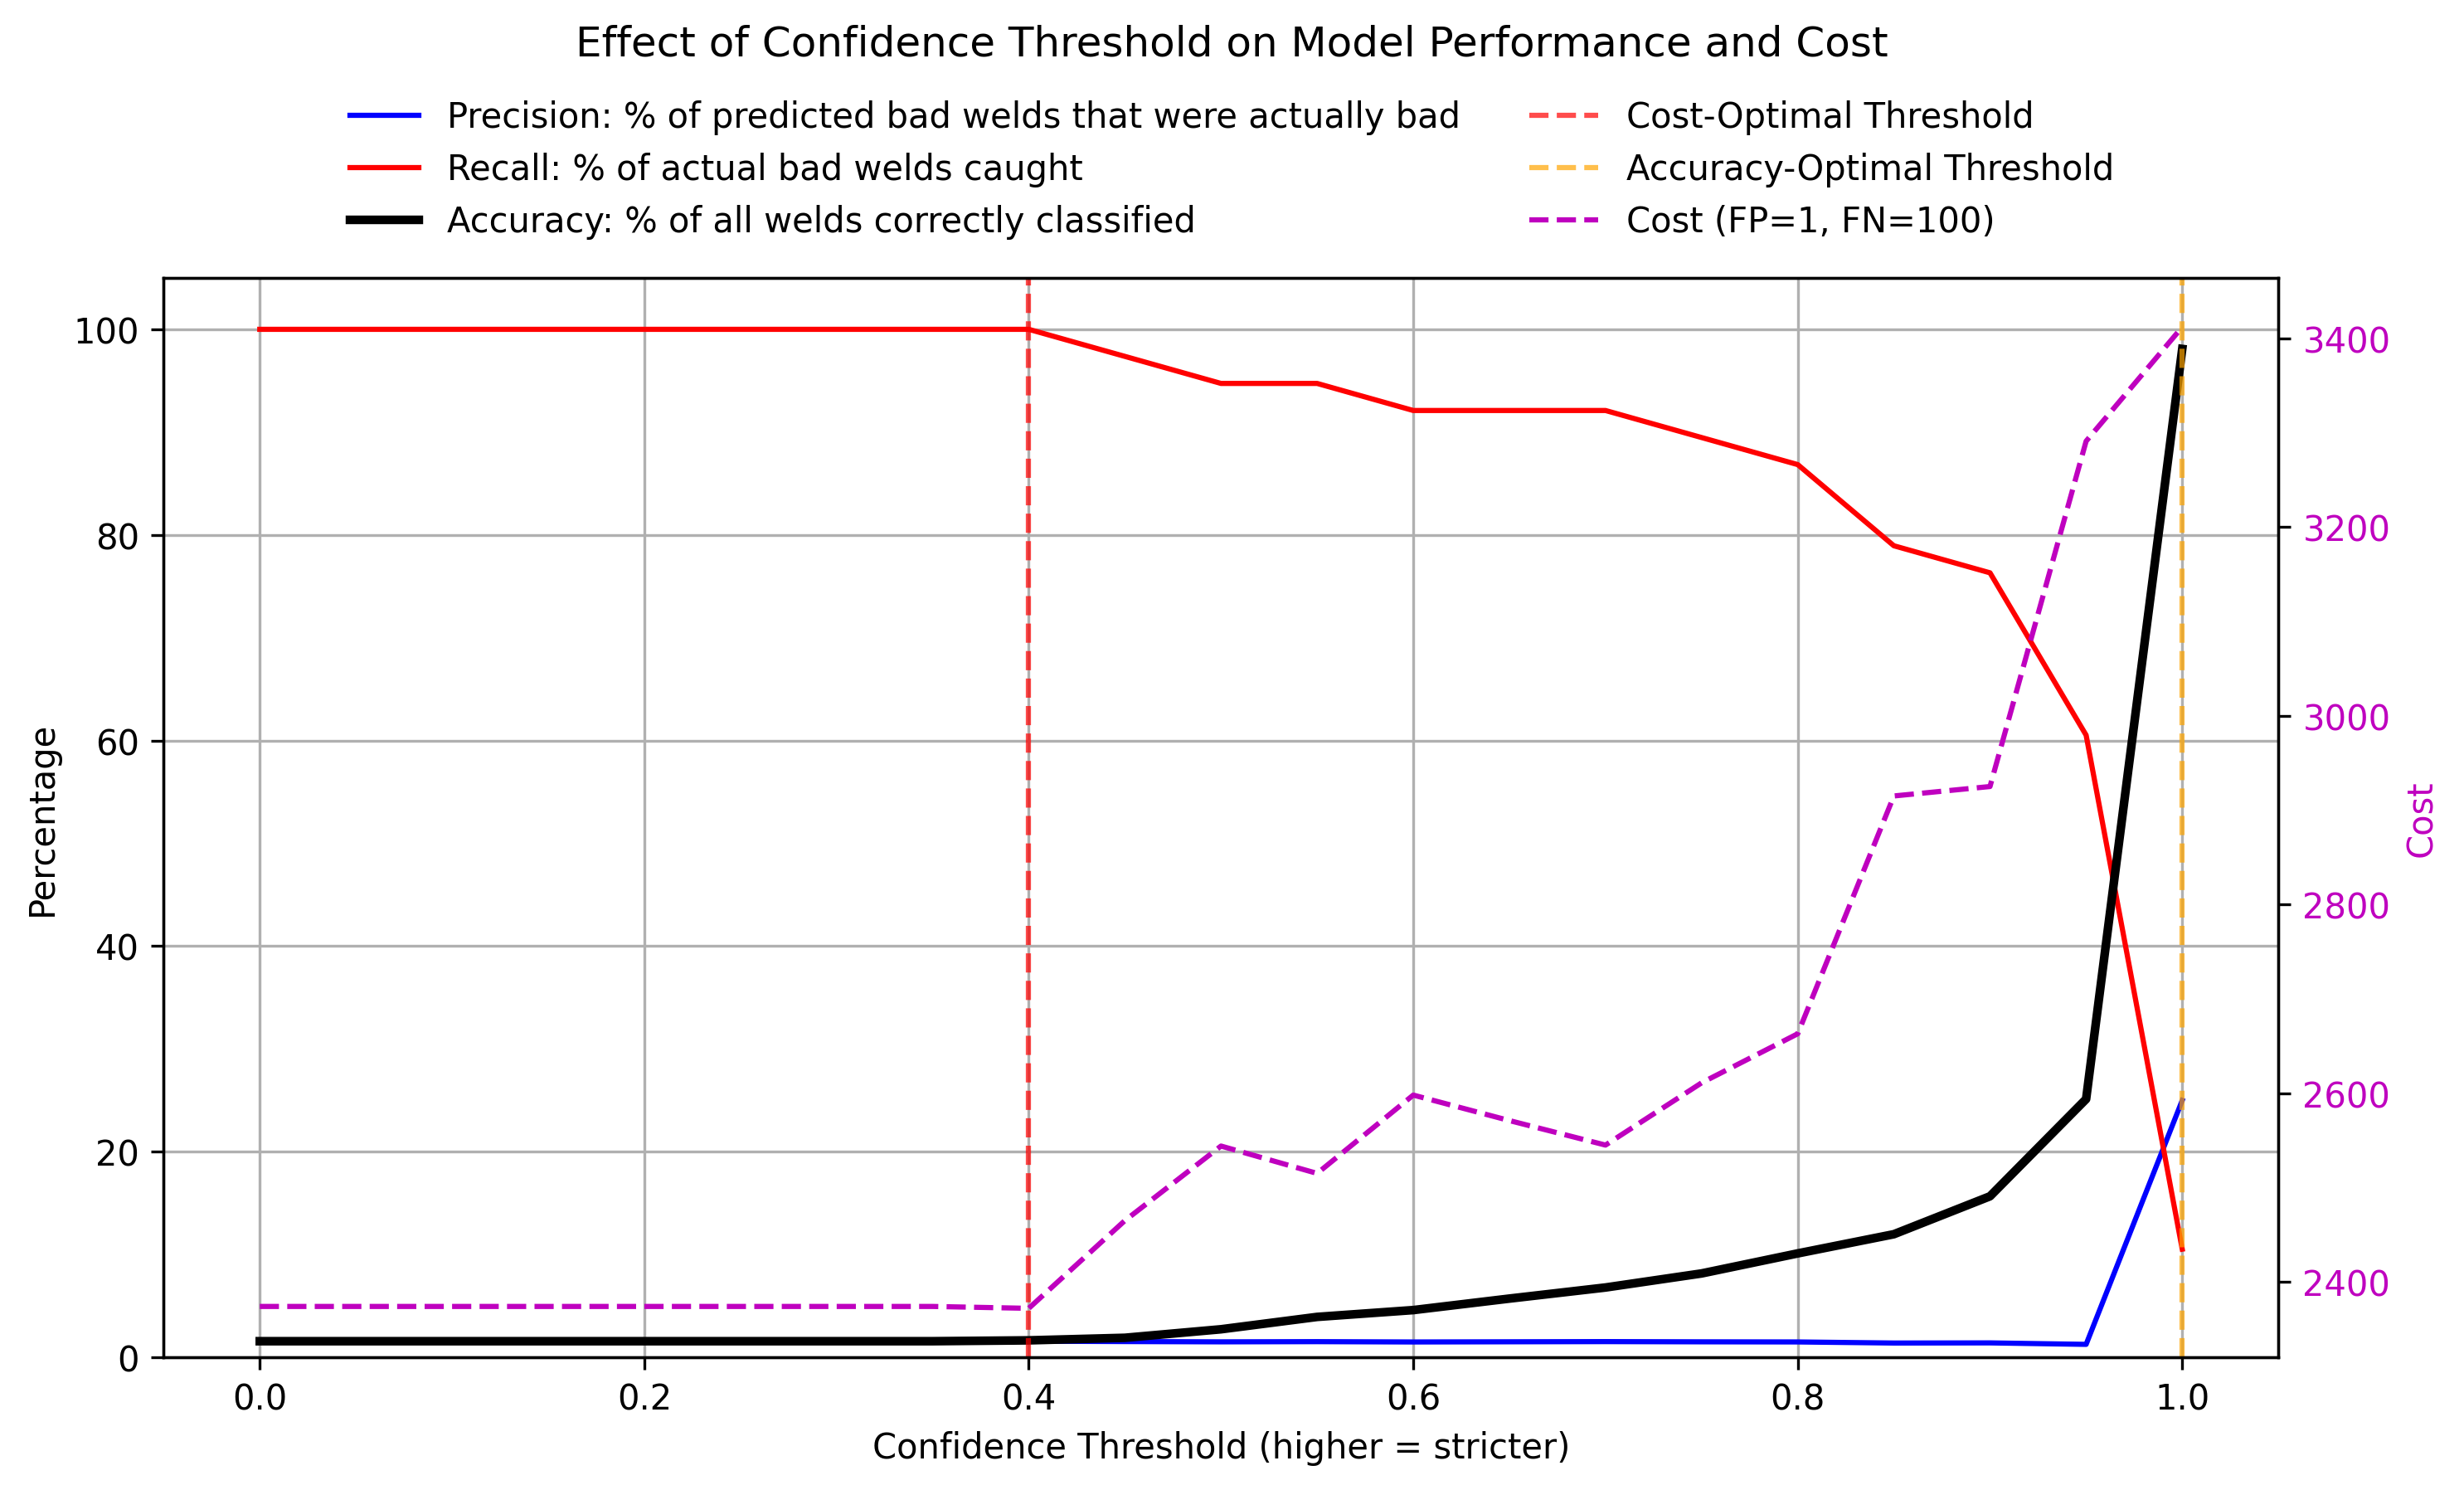 Effect of Confidence Threshold on Model Performance and Cost
Precision: % of predicted bad welds that were actually bad
Recall: % of actual bad welds caught
Accuracy: % of all welds correctly classified
Cost-Optimal Threshold
Accuracy-Optimal Threshold
Cost (FP=1, FN=100)
Percentage
100
80
60
40
20
0
3400
3200
3000
2800
2600
2400
Cost
0.0
0.2
0.4
0.6
0.8
1.0
Confidence Threshold (higher = stricter)